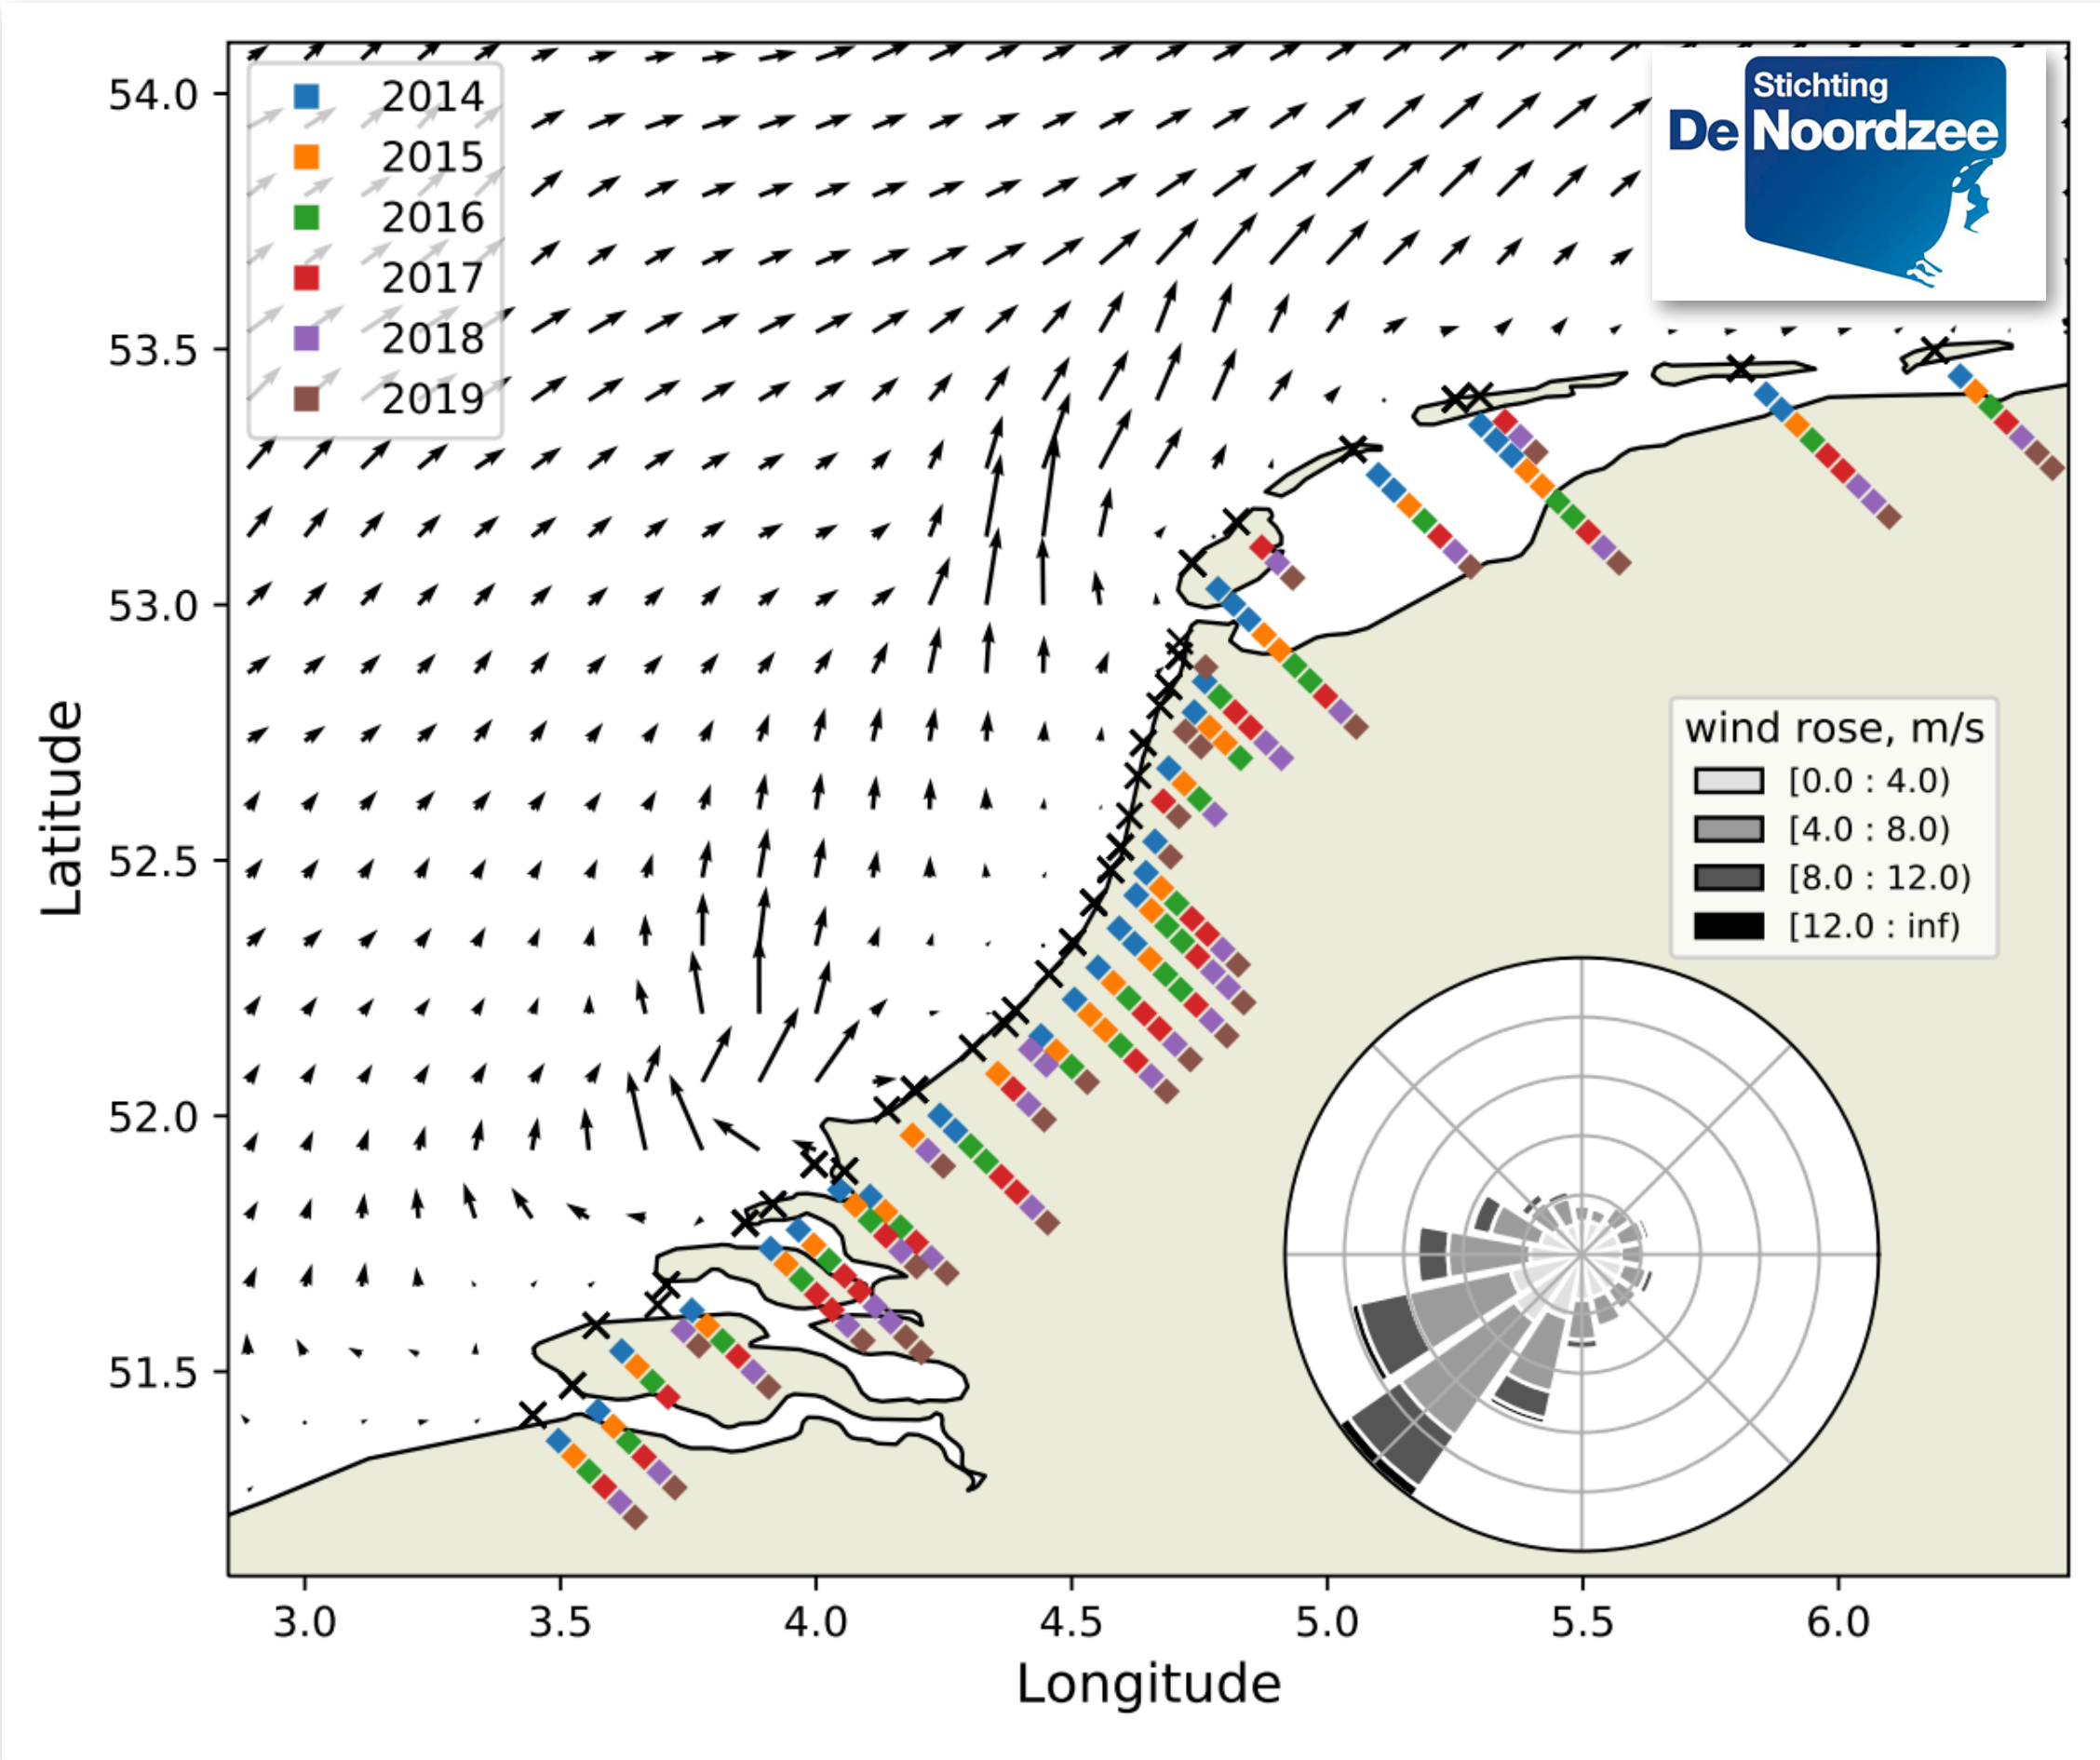 Stichting
De Noordzee
2014
2015
2016
2017
2018
2019
54.0
53.5
53.0
52.5
52.0
51.5
Latitude
wind rose, m/s
[0.0 : 4.0)
[4.0 : 8.0)
[8.0 : 12.0)
[12.0 : inf)
3.0 3.5 4.0 4.5 5.0 5.5 6.0
Longitude